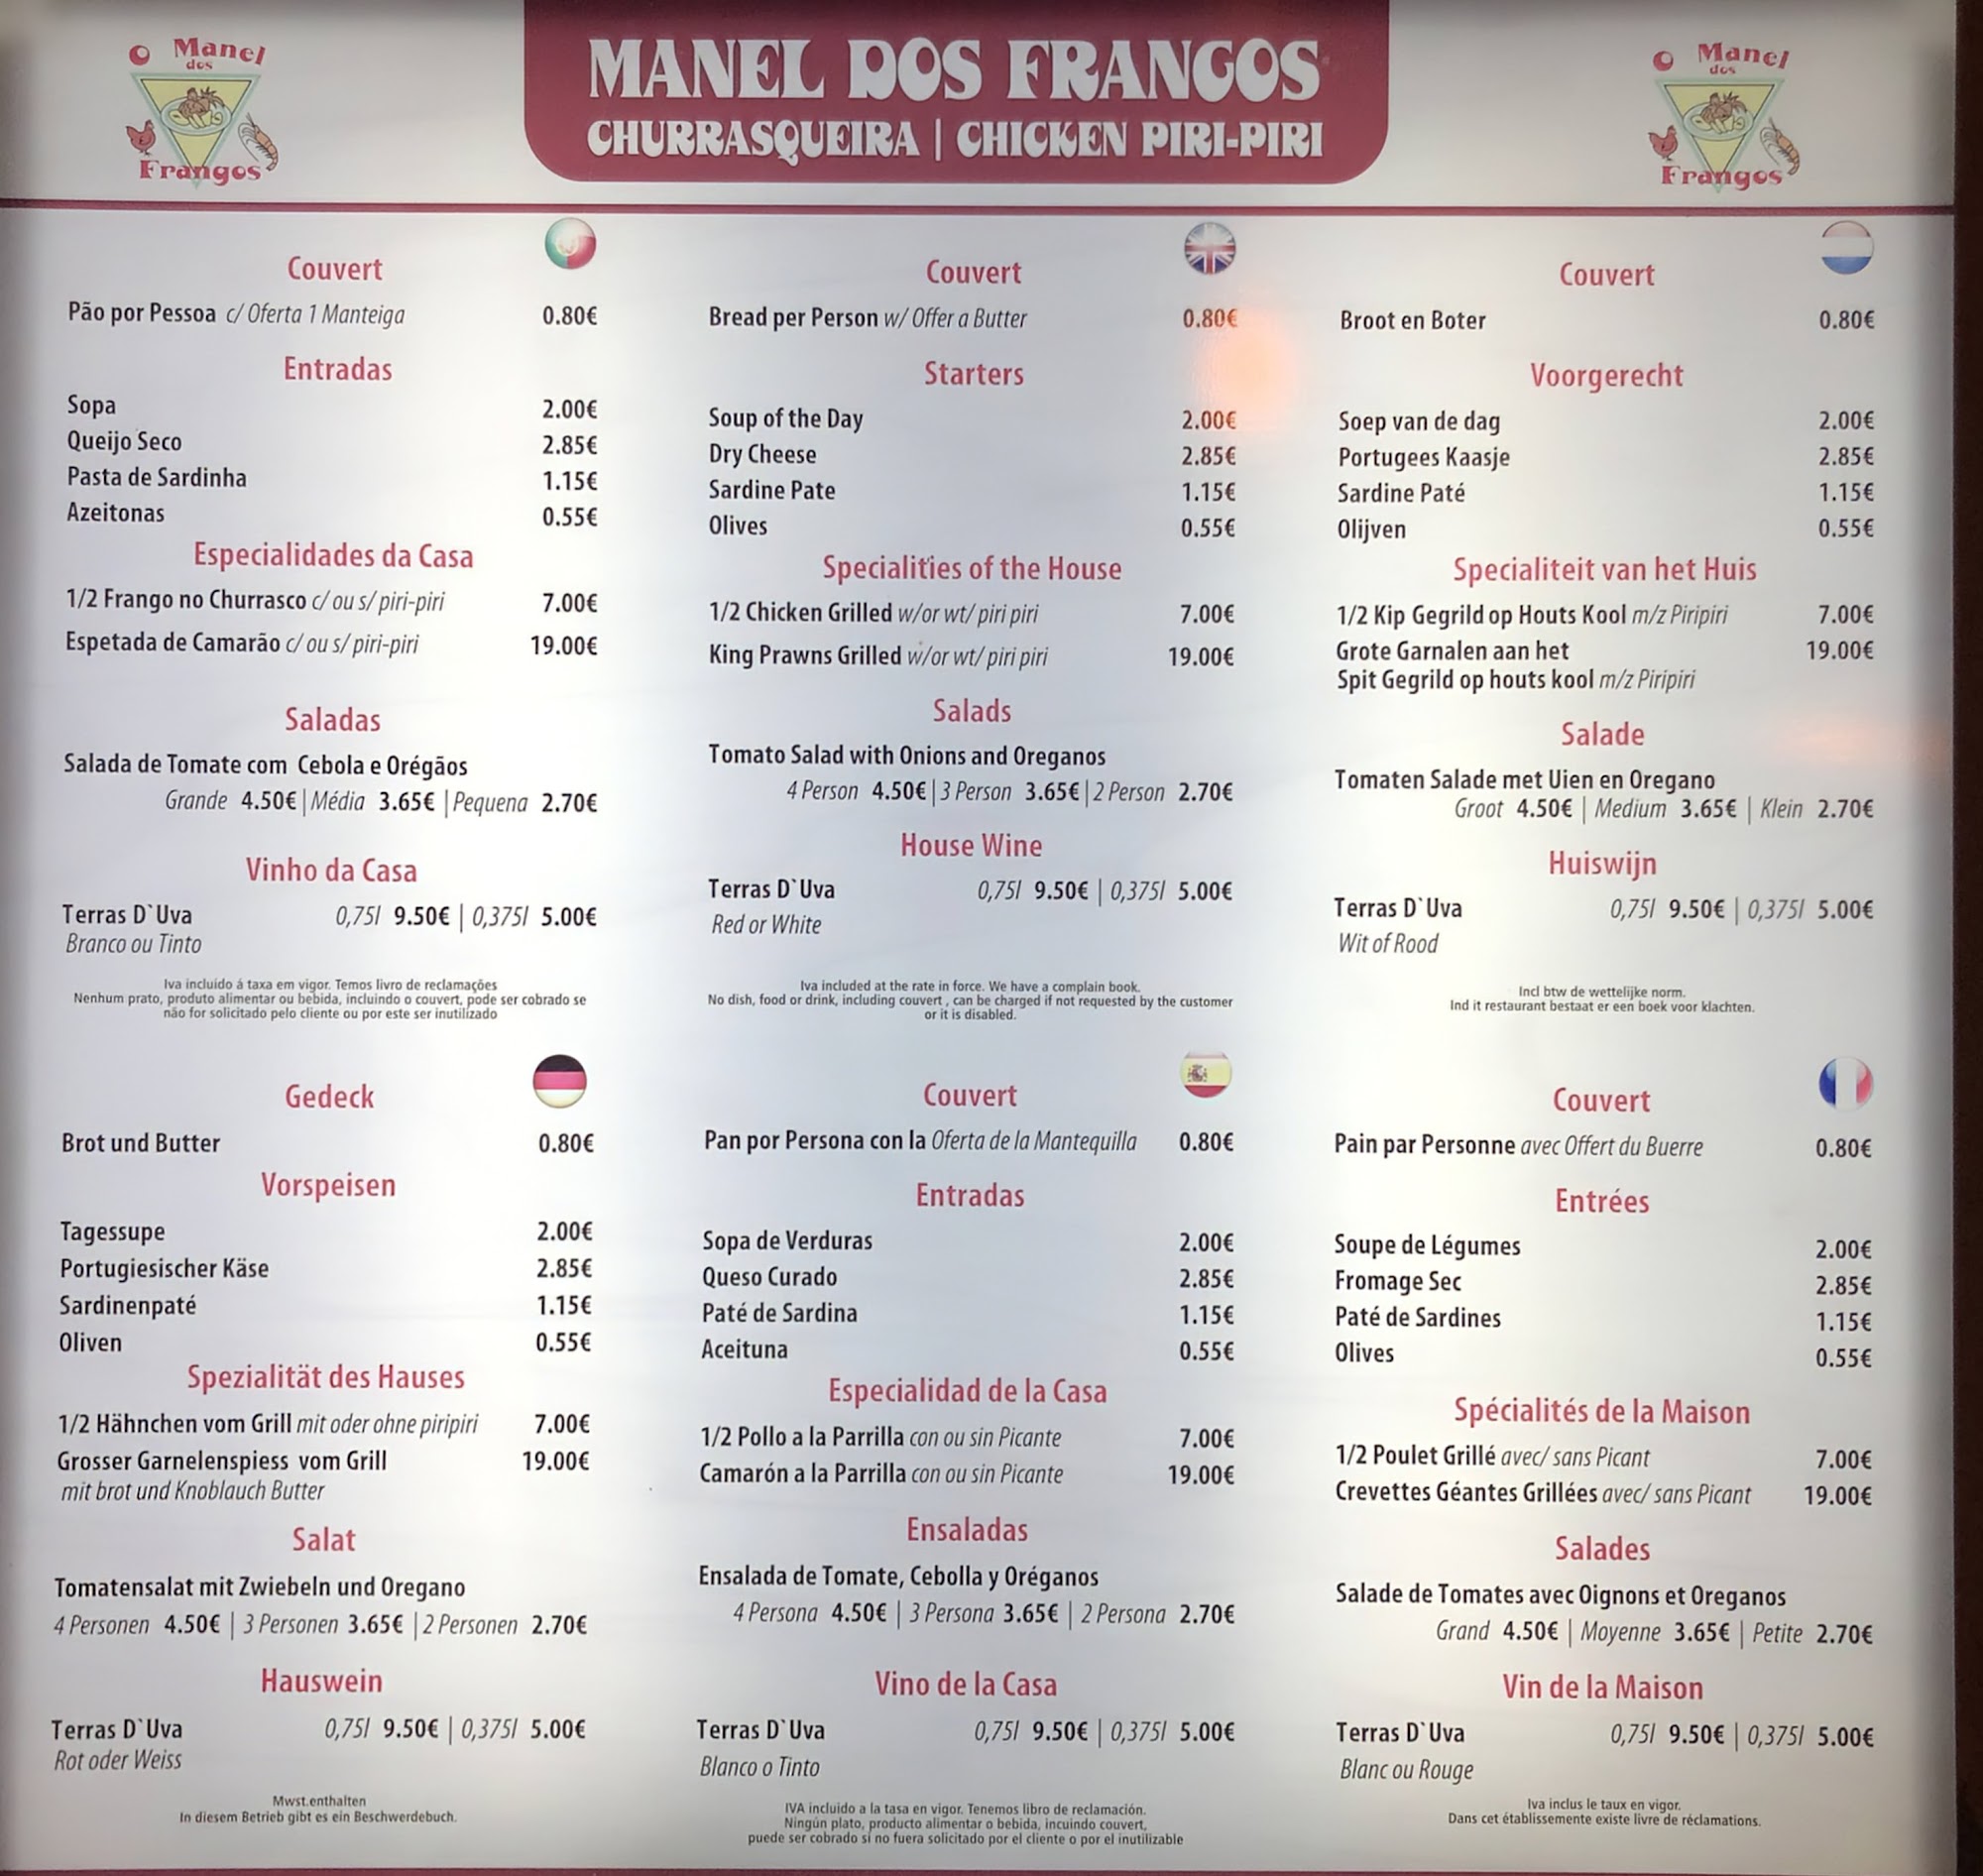 O Manel
dos
Frangos
MANEL DOS FRANGOS
CHURRASQUEIRA | CHICKEN PIRI-PIRI
O Manel
dos
Frangos
Couvert
Pão por Pessoa c/ Oferta 1 Manteiga 0.80€
Entradas
Sopa 2.00€
Queijo Seco 2.85€
Pasta de Sardinha 1.15€
Azeitonas 0.55€
Especialidades da Casa
1/2 Frango no Churrasco c/ ou s/ piri-piri 7.00€
Espetada de Camarão c/ ou s/ piri-piri 19.00€
Saladas
Salada de Tomate com Cebola e Orégãos
Grande 4.50€ | Média 3.65€ | Pequena 2.70€
Vinho da Casa
Terras D`Uva 0,75l 9.50€ | 0,375l 5.00€
Branco ou Tinto
Iva incluído á taxa em vigor. Temos livro de reclamações
Nenhum prato, produto alimentar ou bebida, incluindo o couvert, pode ser cobrado se
não for solicitado pelo cliente ou por este ser inutilizado
Couvert
Bread per Person w/ Offer a Butter 0.80€
Starters
Soup of the Day 2.00€
Dry Cheese 2.85€
Sardine Pate 1.15€
Olives 0.55€
Specialities of the House
1/2 Chicken Grilled w/or wt/ piri piri 7.00€
King Prawns Grilled w/or wt/ piri piri 19.00€
Salads
Tomato Salad with Onions and Oreganos
4 Person 4.50€ | 3 Person 3.65€ | 2 Person 2.70€
House Wine
Terras D`Uva 0,75l 9.50€ | 0,375l 5.00€
Red or White
Iva included at the rate in force. We have a complain book.
No dish, food or drink, including couvert , can be charged if not requested by the customer
or it is disabled.
Couvert
Broot en Boter 0.80€
Voorgerecht
Soep van de dag 2.00€
Portugees Kaasje 2.85€
Sardine Paté 1.15€
Olijven 0.55€
Specialiteit van het Huis
1/2 Kip Gegrild op Houts Kool m/z Piripiri 7.00€
Grote Garnalen aan het 19.00€
Spit Gegrild op houts kool m/z Piripiri
Salade
Tomaten Salade met Uien en Oregano
Groot 4.50€ | Medium 3.65€ | Klein 2.70€
Huiswijn
Terras D`Uva 0,75l 9.50€ | 0,375l 5.00€
Wit of Rood
Incl btw de wettelijke norm.
Ind it restaurant bestaat er een boek voor klachten.
Gedeck
Brot und Butter 0.80€
Vorspeisen
Tagessupe 2.00€
Portugiesischer Käse 2.85€
Sardinenpaté 1.15€
Oliven 0.55€
Spezialität des Hauses
1/2 Hähnchen vom Grill mit oder ohne piripiri 7.00€
Grosser Garnelenspiess vom Grill 19.00€
mit brot und Knoblauch Butter
Salat
Tomatensalat mit Zwiebeln und Oregano
4 Personen 4.50€ | 3 Personen 3.65€ | 2 Personen 2.70€
Hauswein
Terras D`Uva 0,75l 9.50€ | 0,375l 5.00€
Rot oder Weiss
Mwst.enthalten
In diesem Betrieb gibt es ein Beschwerdebuch.
Couvert
Pan por Persona con la Oferta de la Mantequilla 0.80€
Entradas
Sopa de Verduras 2.00€
Queso Curado 2.85€
Paté de Sardina 1.15€
Aceituna 0.55€
Especialidad de la Casa
1/2 Pollo a la Parrilla con ou sin Picante 7.00€
Camarón a la Parrilla con ou sin Picante 19.00€
Ensaladas
Ensalada de Tomate, Cebolla y Oréganos
4 Persona 4.50€ | 3 Persona 3.65€ | 2 Persona 2.70€
Vino de la Casa
Terras D`Uva 0,75l 9.50€ | 0,375l 5.00€
Blanco o Tinto
IVA incluido a la tasa en vigor. Tenemos libro de reclamación.
Ningún plato, producto alimentar o bebida, incuindo couvert,
puede ser cobrado si no fuera solicitado por el cliente o por el inutilizable
Couvert
Pain par Personne avec Offert du Buerre 0.80€
Entrées
Soupe de Légumes 2.00€
Fromage Sec 2.85€
Paté de Sardines 1.15€
Olives 0.55€
Spécialités de la Maison
1/2 Poulet Grillé avec/ sans Picant 7.00€
Crevettes Géantes Grillées avec/ sans Picant 19.00€
Salades
Salade de Tomates avec Oignons et Oreganos
Grand 4.50€ | Moyenne 3.65€ | Petite 2.70€
Vin de la Maison
Terras D`Uva 0,75l 9.50€ | 0,375l 5.00€
Blanc ou Rouge
Iva inclus le taux en vigor.
Dans cet établissemente existe livre de réclamations.